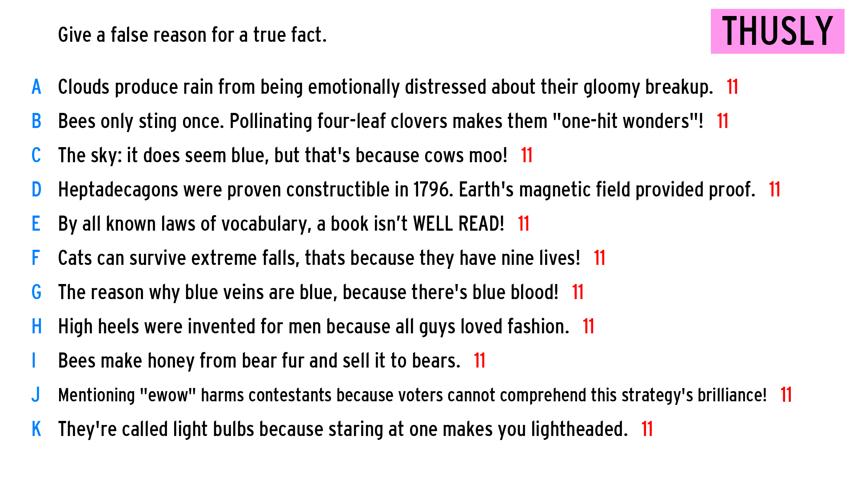 Give a false reason for a true fact.
THUSLY
A Clouds produce rain from being emotionally distressed about their gloomy breakup. 11
B Bees only sting once. Pollinating four-leaf clovers makes them "one-hit wonders"! 11
C The sky: it does seem blue, but that's because cows moo! 11
D Heptadecagons were proven constructible in 1796. Earth's magnetic field provided proof. 11
E By all known laws of vocabulary, a book isn’t WELL READ! 11
F Cats can survive extreme falls, thats because they have nine lives! 11
G The reason why blue veins are blue, because there's blue blood! 11
H High heels were invented for men because all guys loved fashion. 11
I Bees make honey from bear fur and sell it to bears. 11
J Mentioning "ewow" harms contestants because voters cannot comprehend this strategy's brilliance! 11
K They're called light bulbs because staring at one makes you lightheaded. 11